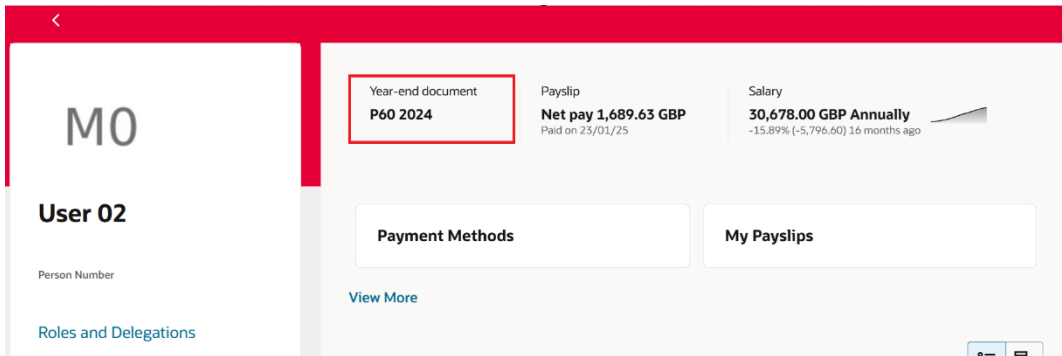 M0
User 02
Person Number
Roles and Delegations
Year-end document
P60 2024
Payslip
Net pay 1,689.63 GBP
Paid on 23/01/25
Salary
30,678.00 GBP Annually
-15.89% (-5,796.60) 16 months ago
Payment Methods
My Payslips
View More